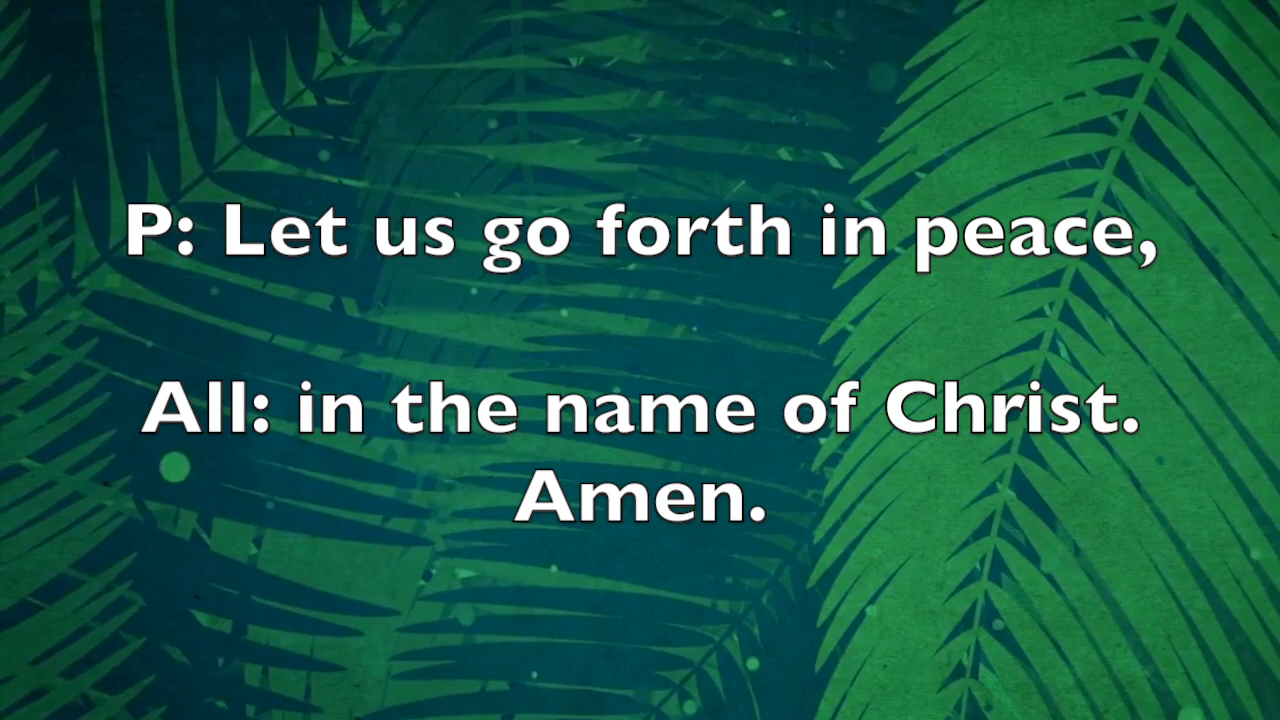 P: Let us go forth in peace,
All: in the name of Christ.
Amen.